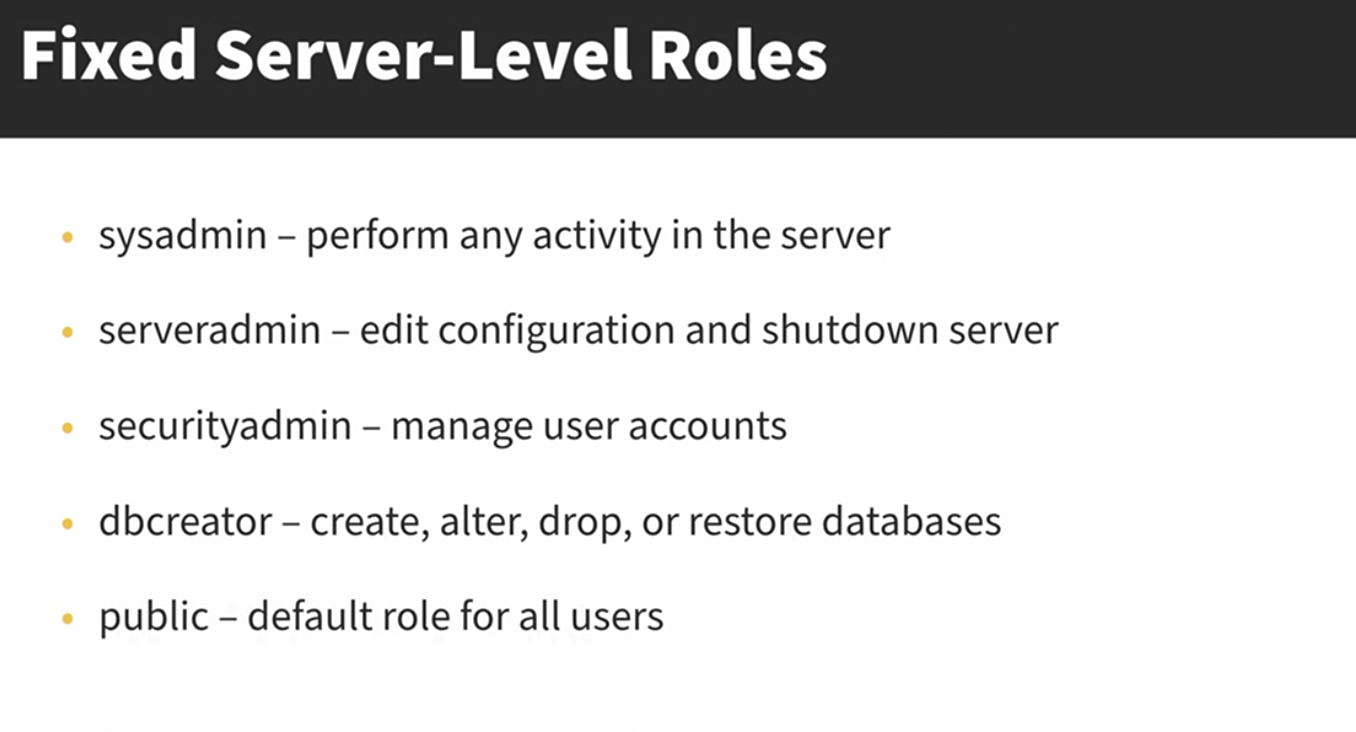 Fixed Server-Level Roles
• sysadmin – perform any activity in the server
• serveradmin – edit configuration and shutdown server
• securityadmin – manage user accounts
• dbcreator – create, alter, drop, or restore databases
• public – default role for all users